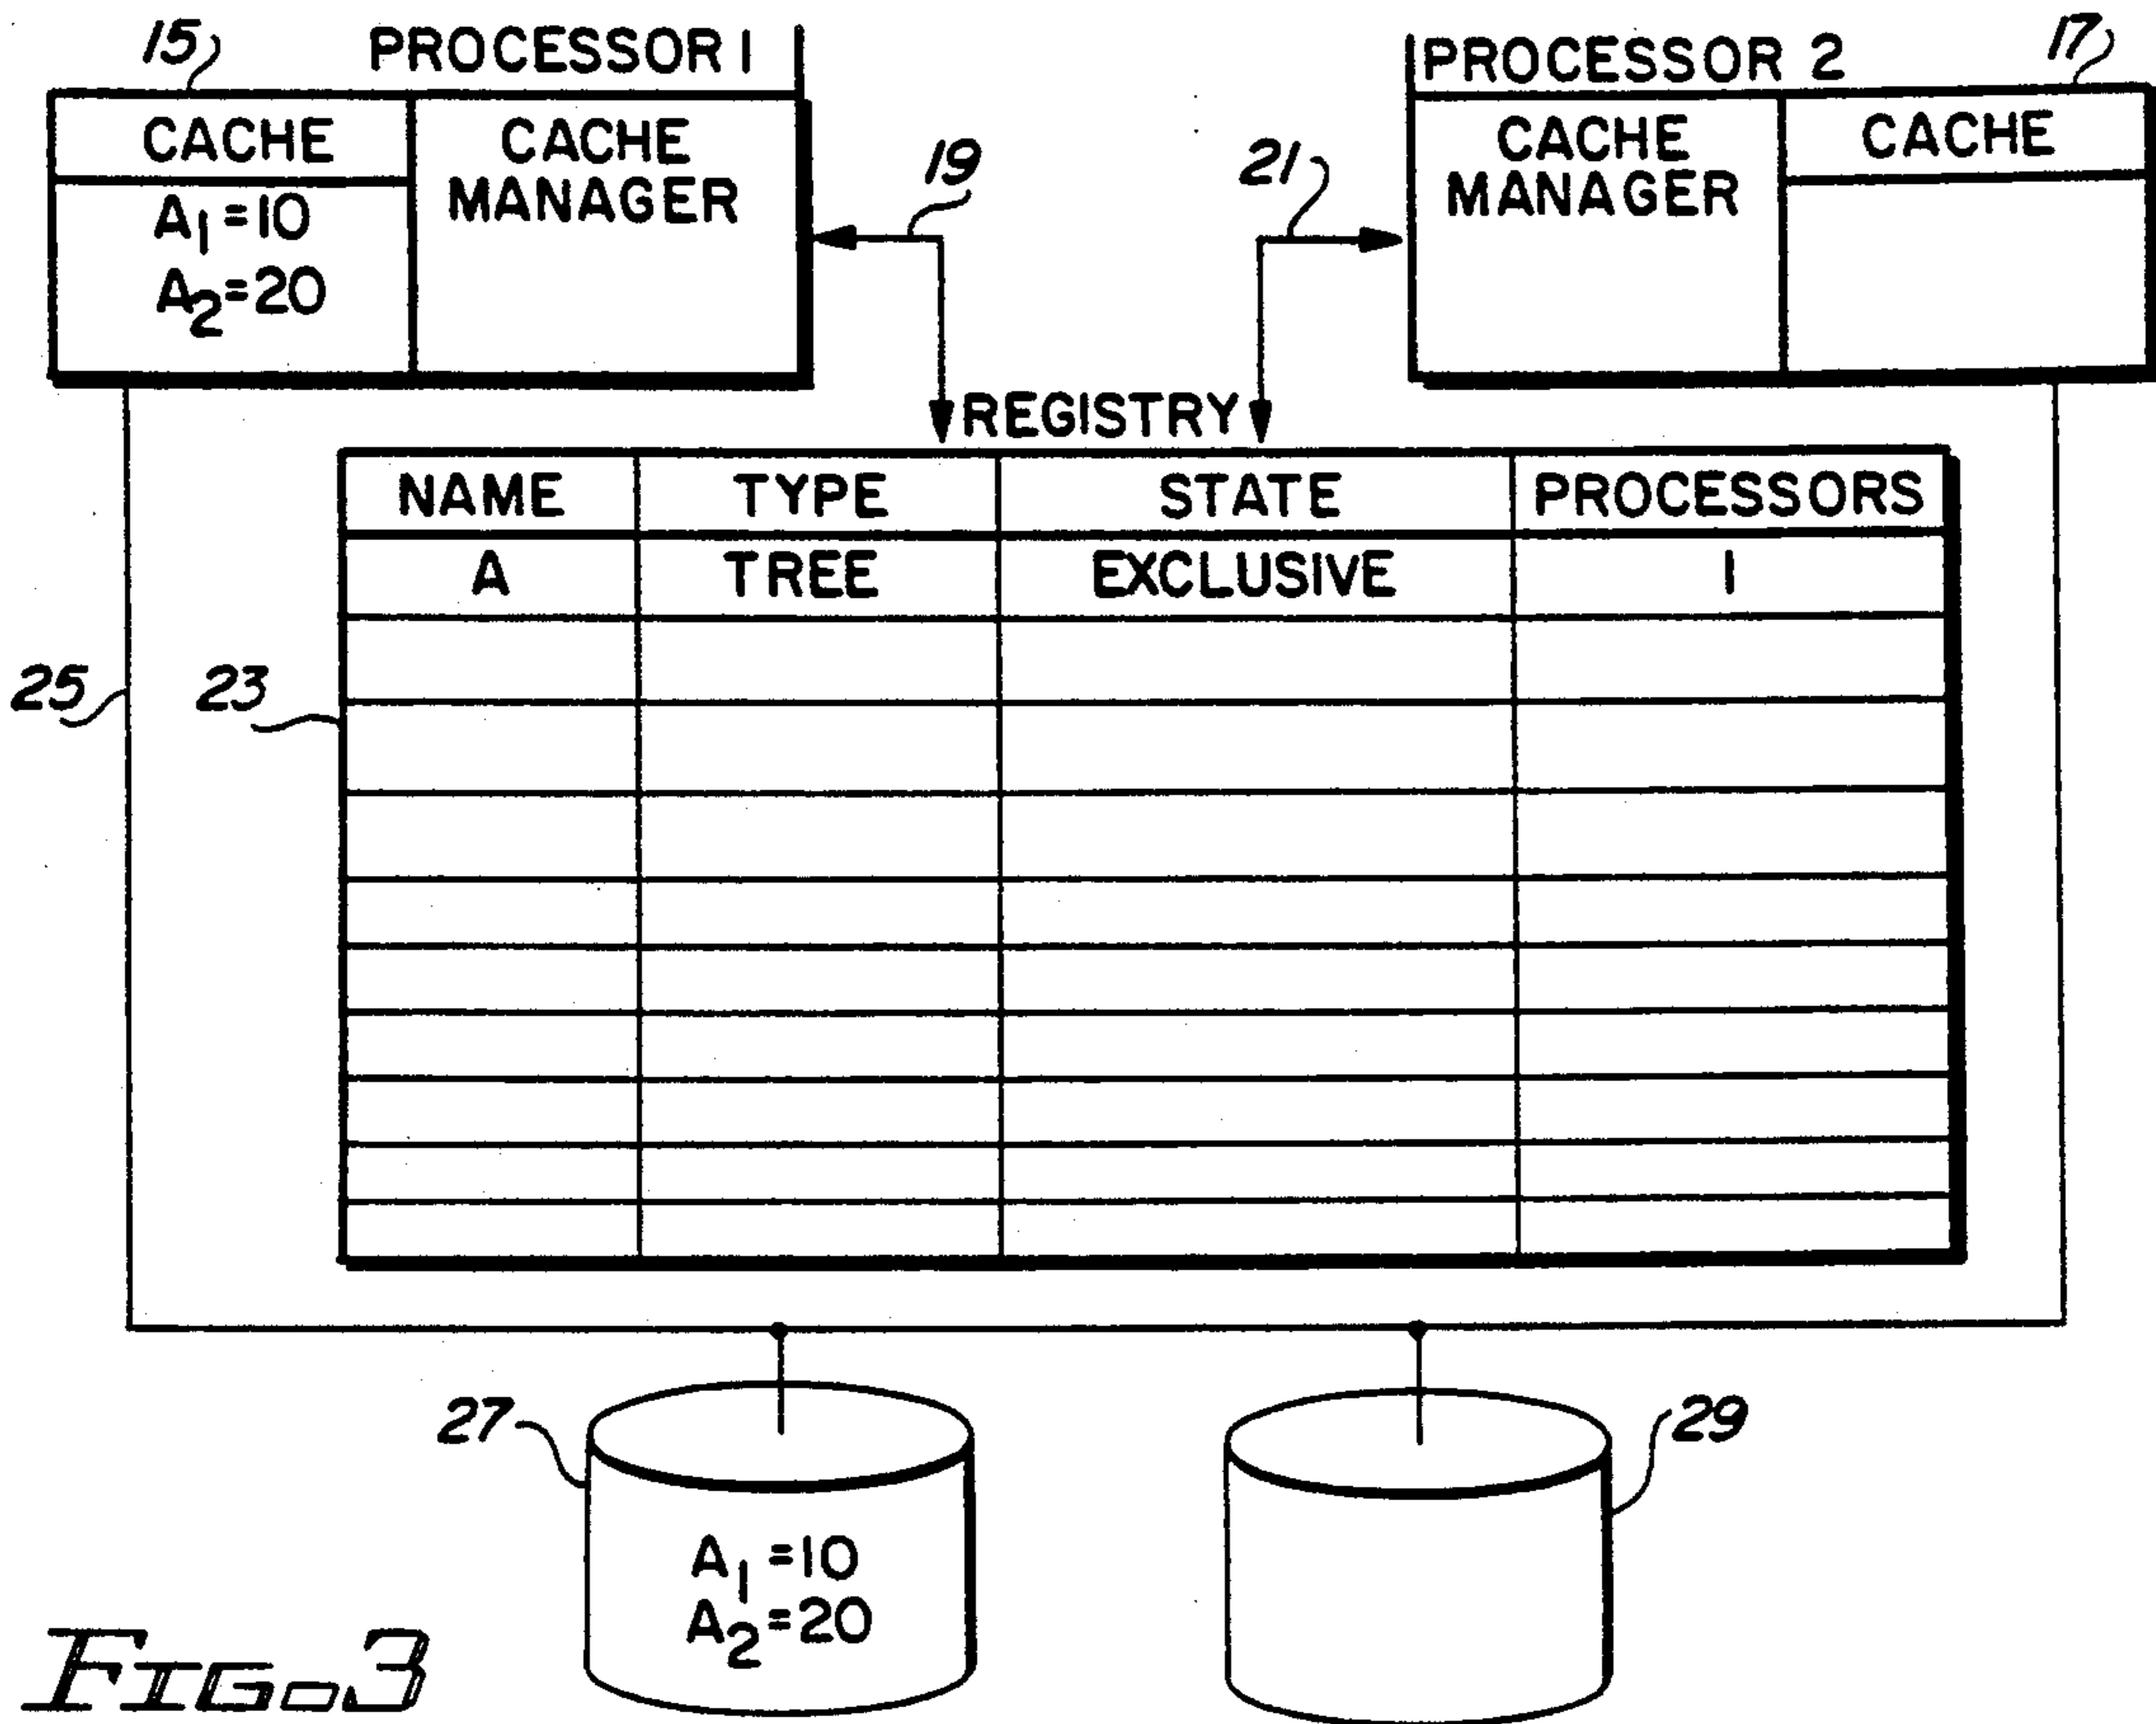 15 PROCESSOR 1
PROCESSOR 2 17
CACHE
CACHE
MANAGER
A1=10
A2=20
19
21
CACHE
MANAGER
CACHE
REGISTRY
NAME TYPE STATE PROCESSORS
A TREE EXCLUSIVE 1
25
23
27
29
A1=10
A2=20
FIG. 3